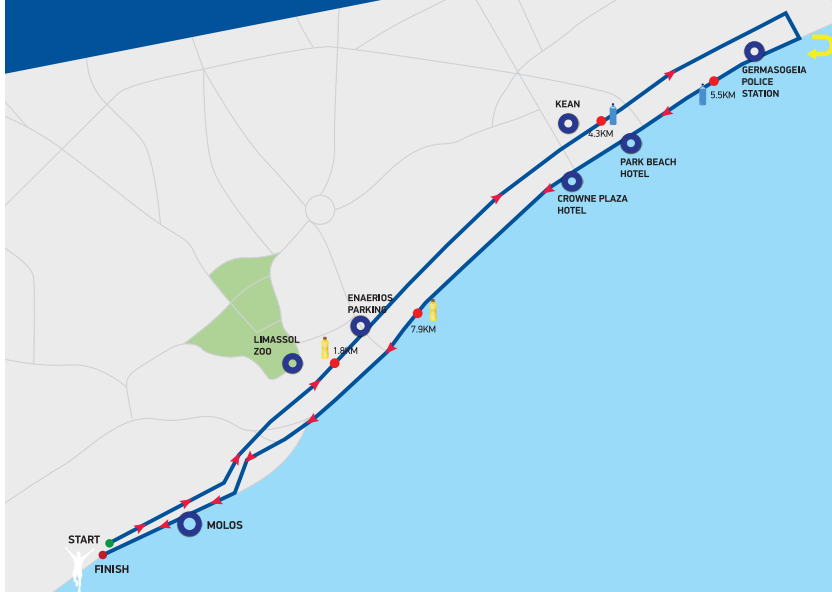 GERMASOGEIA
POLICE
STATION
5.5KM
KEAN
4.3KM
PARK BEACH
HOTEL
CROWNE PLAZA
HOTEL
ENAERIOS
PARKING
7.9KM
LIMASSOL
ZOO
1.8KM
MOLOS
START
FINISH